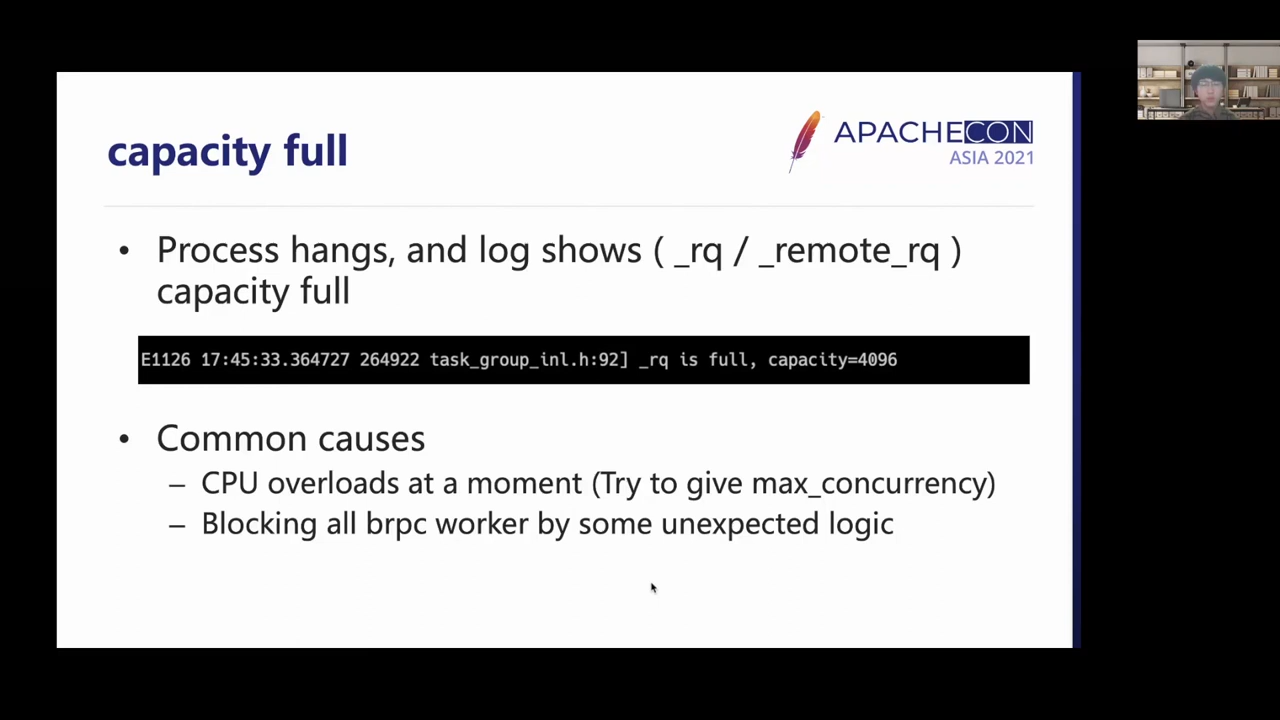 capacity full
APACHECON
ASIA 2021
• Process hangs, and log shows ( _rq / _remote_rq )
capacity full
E1126 17:45:33.364727 264922 task_group_inl.h:92] _rq is full, capacity=4096
• Common causes
– CPU overloads at a moment (Try to give max_concurrency)
– Blocking all brpc worker by some unexpected logic